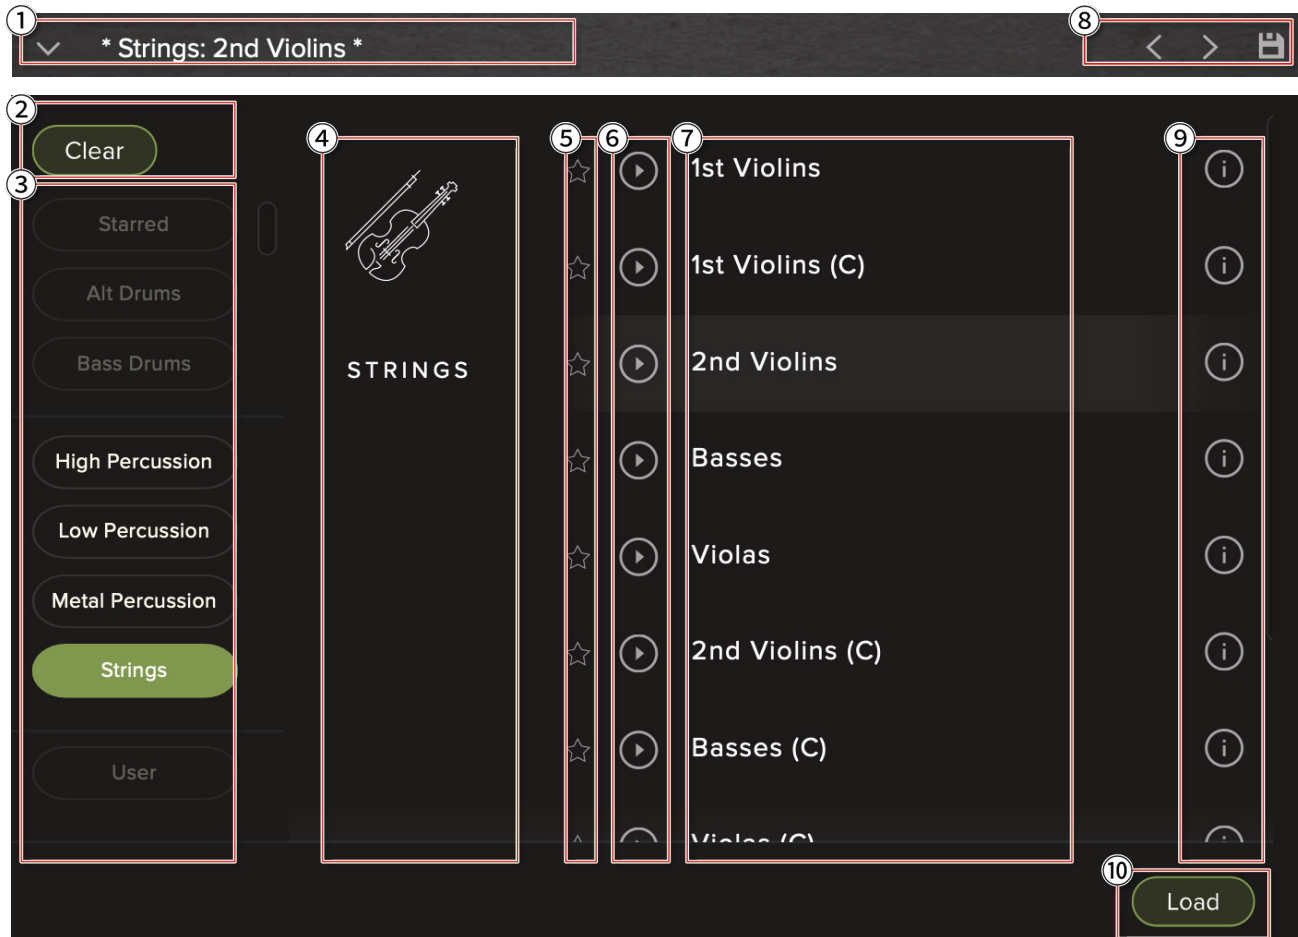 1
* Strings: 2nd Violins *
8
2
Clear
3
Starred
Alt Drums
Bass Drums
High Percussion
Low Percussion
Metal Percussion
Strings
User
4
STRINGS
5
6
7
1st Violins
1st Violins (C)
2nd Violins
Basses
Violas
2nd Violins (C)
Basses (C)
Violas (C)
9
i
i
i
i
i
i
i
10
Load